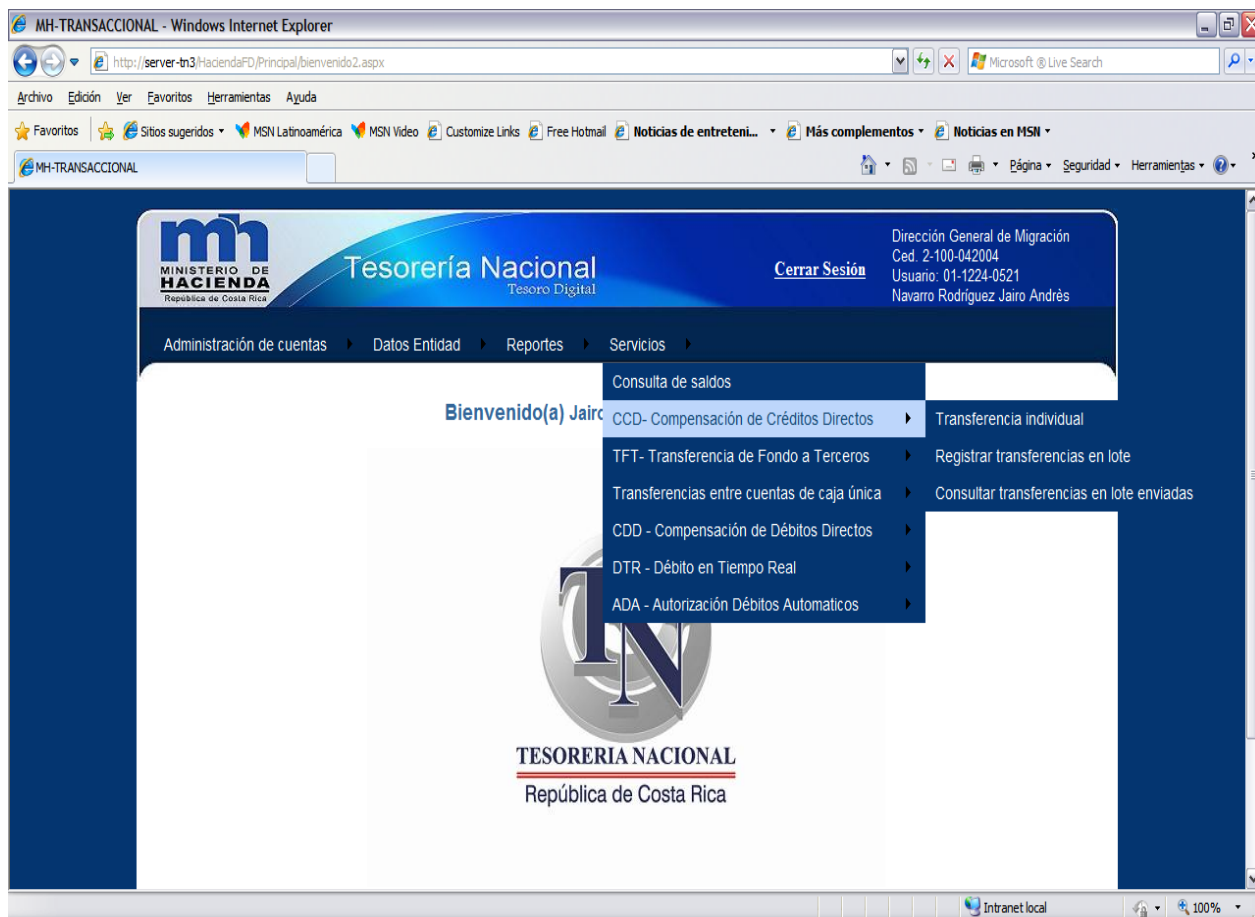 MH-TRANSACCIONAL - Windows Internet Explorer
http://server-tn3/HaciendaFD/Principal/bienvenido2.aspx
Microsoft ® Live Search
Archivo Edición Ver Favoritos Herramientas Ayuda
Favoritos Sitios sugeridos MSN Latinoamérica MSN Video Customize Links Free Hotmail Noticias de entreteni... Más complementos Noticias en MSN
MH-TRANSACCIONAL
Página Seguridad Herramientas
mh
MINISTERIO DE
HACIENDA
República de Costa Rica
Tesorería Nacional
Tesoro Digital
Cerrar Sesión
Dirección General de Migración
Ced. 2-100-042004
Usuario: 01-1224-0521
Navarro Rodríguez Jairo Andrès
Administración de cuentas Datos Entidad Reportes Servicios
Consulta de saldos
Bienvenido(a) Jairo
CCD- Compensación de Créditos Directos
Transferencia individual
TFT- Transferencia de Fondo a Terceros
Registrar transferencias en lote
Transferencias entre cuentas de caja única
Consultar transferencias en lote enviadas
CDD - Compensación de Débitos Directos
DTR - Débito en Tiempo Real
ADA - Autorización Débitos Automaticos
TN
TESORERIA NACIONAL
República de Costa Rica
Intranet local
100%